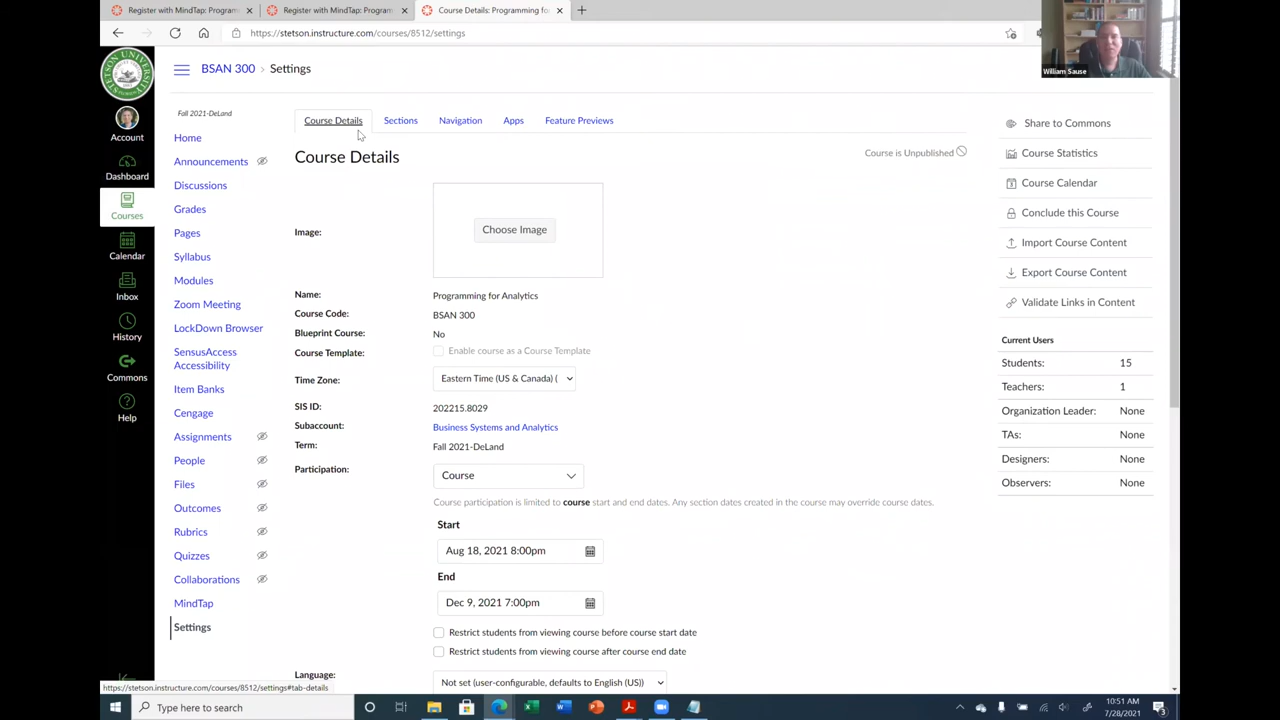 Register with MindTap: Program
Register with MindTap: Program
Course Details: Programming for
https://stetson.instructure.com/courses/8512/settings
William Sause
STETSON UNIVERSITY
BSAN 300 › Settings
Fall 2021-DeLand
Account
Dashboard
Courses
Calendar
Inbox
History
Commons
Help
Home
Announcements
Discussions
Grades
Pages
Syllabus
Modules
Zoom Meeting
LockDown Browser
SensusAccess
Accessibility
Item Banks
Cengage
Assignments
People
Files
Outcomes
Rubrics
Quizzes
Collaborations
MindTap
Settings
Course Details
Sections
Navigation
Apps
Feature Previews
Course Details
Course is Unpublished
Image:
Choose Image
Name: Programming for Analytics
Course Code: BSAN 300
Blueprint Course: No
Course Template: Enable course as a Course Template
Time Zone: Eastern Time (US & Canada) (
SIS ID: 202215.8029
Subaccount: Business Systems and Analytics
Term: Fall 2021-DeLand
Participation: Course
Course participation is limited to course start and end dates. Any section dates created in the course may override course dates.
Start
Aug 18, 2021 8:00pm
End
Dec 9, 2021 7:00pm
Restrict students from viewing course before course start date
Restrict students from viewing course after course end date
Language: Not set (user-configurable, defaults to English (US))
Share to Commons
Course Statistics
Course Calendar
Conclude this Course
Import Course Content
Export Course Content
Validate Links in Content
Current Users
Students: 15
Teachers: 1
Organization Leader: None
TAs: None
Designers: None
Observers: None
https://stetson.instructure.com/courses/8512/settings#tab-details
Type here to search
10:51 AM
7/28/2021